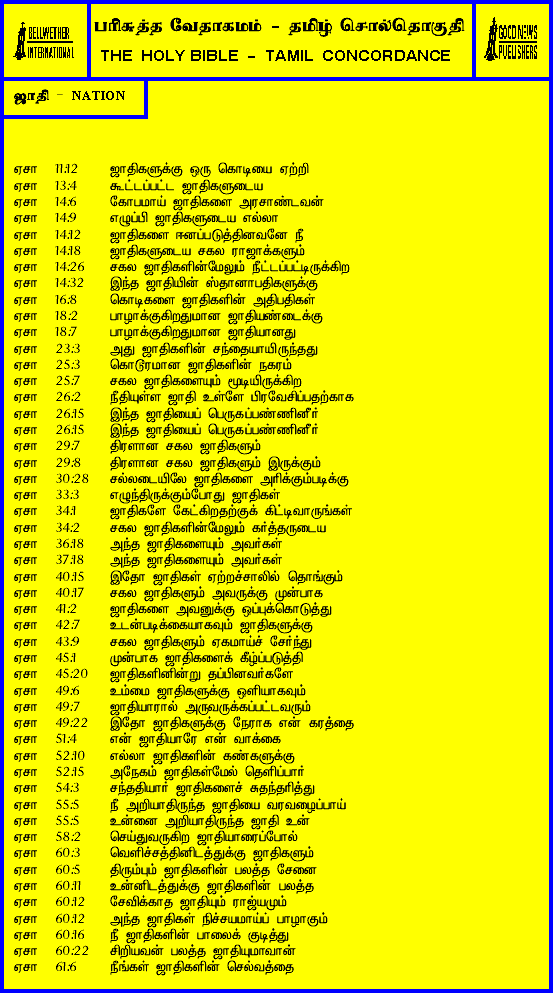 BELLWETHER
INTERNATIONAL
பரிசுத்த வேதாகமம் - தமிழ் சொல்தொகுதி
THE HOLY BIBLE - TAMIL CONCORDANCE
GOOD NEWS
PUBLISHERS
ஜாதி - NATION
ஏசா 11:12 ஜாதிகளுக்கு ஒரு கொடியை ஏற்றி
ஏசா 13:4 கூட்டப்பட்ட ஜாதிகளுடைய
ஏசா 14:6 கோபமாய் ஜாதிகளை அரசாண்டவன்
ஏசா 14:9 எழுப்பி ஜாதிகளுடைய எல்லா
ஏசா 14:12 ஜாதிகளை ஈனப்படுத்தினவனே நீ
ஏசா 14:18 ஜாதிகளுடைய சகல ராஜாக்களும்
ஏசா 14:26 சகல ஜாதிகளின்மேலும் நீட்டப்பட்டிருக்கிற
ஏசா 14:32 இந்த ஜாதியின் ஸ்தானாபதிகளுக்கு
ஏசா 16:8 கொடிகளை ஜாதிகளின் அதிபதிகள்
ஏசா 18:2 பாழாக்குகிறதுமான ஜாதியண்டைக்கு
ஏசா 18:7 பாழாக்குகிறதுமான ஜாதியானது
ஏசா 23:3 அது ஜாதிகளின் சந்தையாயிருந்தது
ஏசா 25:3 கொடூரமான ஜாதிகளின் நகரம்
ஏசா 25:7 சகல ஜாதிகளையும் மூடியிருக்கிற
ஏசா 26:2 நீதியுள்ள ஜாதி உள்ளே பிரவேசிப்பதற்காக
ஏசா 26:15 இந்த ஜாதியைப் பெருகப்பண்ணினீர்
ஏசா 26:15 இந்த ஜாதியைப் பெருகப்பண்ணினீர்
ஏசா 29:7 திரளான சகல ஜாதிகளும்
ஏசா 29:8 திரளான சகல ஜாதிகளும் இருக்கும்
ஏசா 30:28 சல்லடையிலே ஜாதிகளை அரிக்கும்படிக்கு
ஏசா 33:3 எழுந்திருக்கும்போது ஜாதிகள்
ஏசா 34:1 ஜாதிகளே கேட்கிறதற்குக் கிட்டிவாருங்கள்
ஏசா 34:2 சகல ஜாதிகளின்மேலும் கர்த்தருடைய
ஏசா 36:18 அந்த ஜாதிகளையும் அவர்கள்
ஏசா 37:18 அந்த ஜாதிகளையும் அவர்கள்
ஏசா 40:15 இதோ ஜாதிகள் ஏற்றச்சாலில் தொங்கும்
ஏசா 40:17 சகல ஜாதிகளும் அவருக்கு முன்பாக
ஏசா 41:2 ஜாதிகளை அவனுக்கு ஒப்புக்கொடுத்து
ஏசா 42:7 உடன்படிக்கையாகவும் ஜாதிகளுக்கு
ஏசா 43:9 சகல ஜாதிகளும் ஏகமாய்ச் சேர்ந்து
ஏசா 45:1 முன்பாக ஜாதிகளைக் கீழ்ப்படுத்தி
ஏசா 45:20 ஜாதிகளினின்று தப்பினவர்களே
ஏசா 49:6 உம்மை ஜாதிகளுக்கு ஒளியாகவும்
ஏசா 49:7 ஜாதியாரால் அருவருக்கப்பட்டவரும்
ஏசா 49:22 இதோ ஜாதிகளுக்கு நேராக என் கரத்தை
ஏசா 51:4 என் ஜாதியாரே என் வாக்கை
ஏசா 52:10 எல்லா ஜாதிகளின் கண்களுக்கு
ஏசா 52:15 அநேகம் ஜாதிகள்மேல் தெளிப்பார்
ஏசா 54:3 சந்ததியார் ஜாதிகளைச் சுதந்தரித்து
ஏசா 55:5 நீ அறியாதிருந்த ஜாதியை வரவழைப்பாய்
ஏசா 55:5 உன்னை அறியாதிருந்த ஜாதி உன்
ஏசா 58:2 செய்துவருகிற ஜாதியாரைப்போல்
ஏசா 60:3 வெளிச்சத்தினிடத்துக்கு ஜாதிகளும்
ஏசா 60:5 திரும்பும் ஜாதிகளின் பலத்த சேனை
ஏசா 60:11 உன்னிடத்துக்கு ஜாதிகளின் பலத்த
ஏசா 60:12 சேவிக்காத ஜாதியும் ராஜ்யமும்
ஏசா 60:12 அந்த ஜாதிகள் நிச்சயமாய்ப் பாழாகும்
ஏசா 60:16 நீ ஜாதிகளின் பாலைக் குடித்து
ஏசா 60:22 சிறியவன் பலத்த ஜாதியுமாவான்
ஏசா 61:6 நீங்கள் ஜாதிகளின் செல்வத்தை